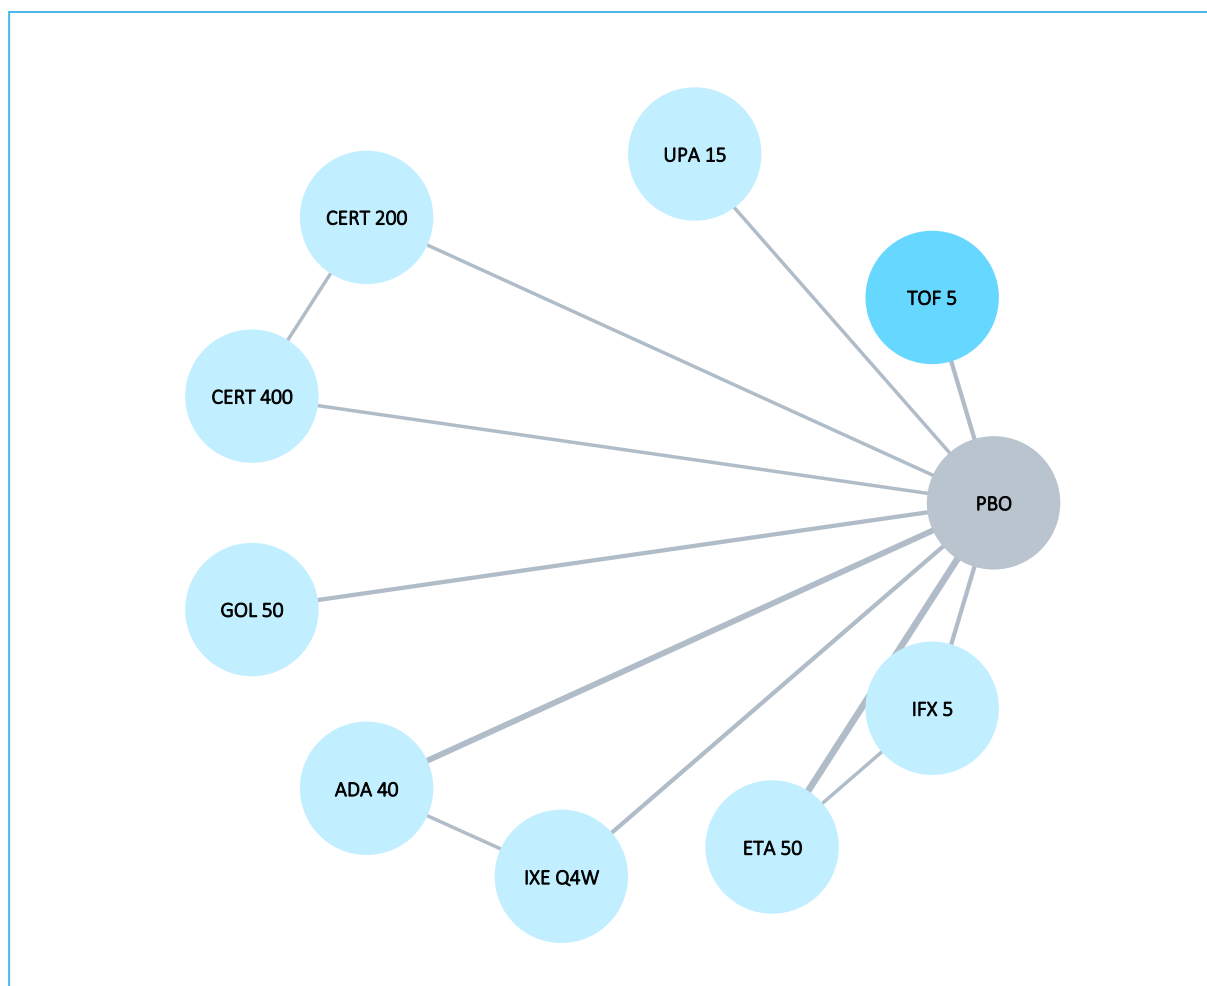 UPA 15
CERT 200
TOF 5
CERT 400
PBO
GOL 50
IFX 5
ADA 40
ETA 50
IXE Q4W